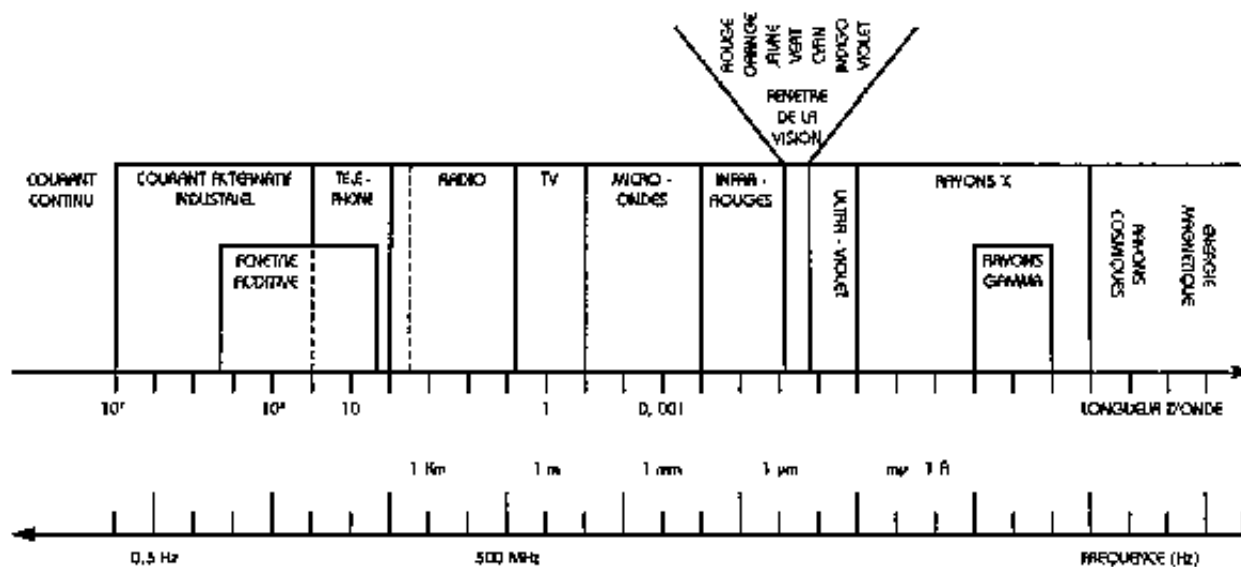 ROUGE
ORANGE
JAUNE
VERT
CYAN
INDIGO
VIOLET
FENETRE
DE LA
VISION
COURANT
CONTINU
COURANT ALTERNATIF
INDUSTRIEL
TELE -
PHONE
RADIO
TV
MICRO -
ONDES
INFRA -
ROUGES
ULTRA - VIOLET
RAYONS X
FENETRE
AUDITIVE
RAYONS
GAMMA
RAYONS
COSMIQUES
ENERGIE
MAGNETIQUE
10
1
0,001
LONGUEUR D'ONDE
1 Km
1 m
1 mm
1 µm
mµ
1 A
0,5 Hz
500 MHz
FREQUENCE (Hz)